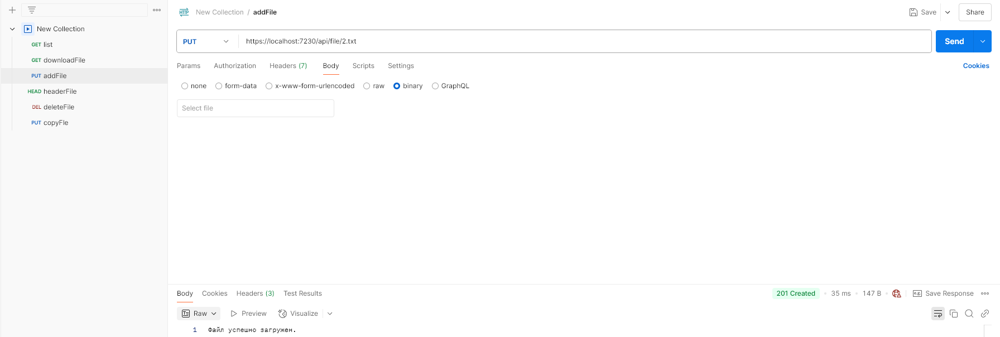 New Collection / addFile
Save
Share
New Collection
GET list
GET downloadFile
PUT addFile
HEAD headerFile
DEL deleteFile
PUT copyFle
HTTP
PUT
https://localhost:7230/api/file/2.txt
Send
Params Authorization Headers (7) Body Scripts Settings
Cookies
none form-data x-www-form-urlencoded raw binary GraphQL
Select file
Body Cookies Headers (3) Test Results
201 Created • 35 ms • 147 B •
e.g. Save Response
Raw Preview Visualize
1 Файл успешно загружен.